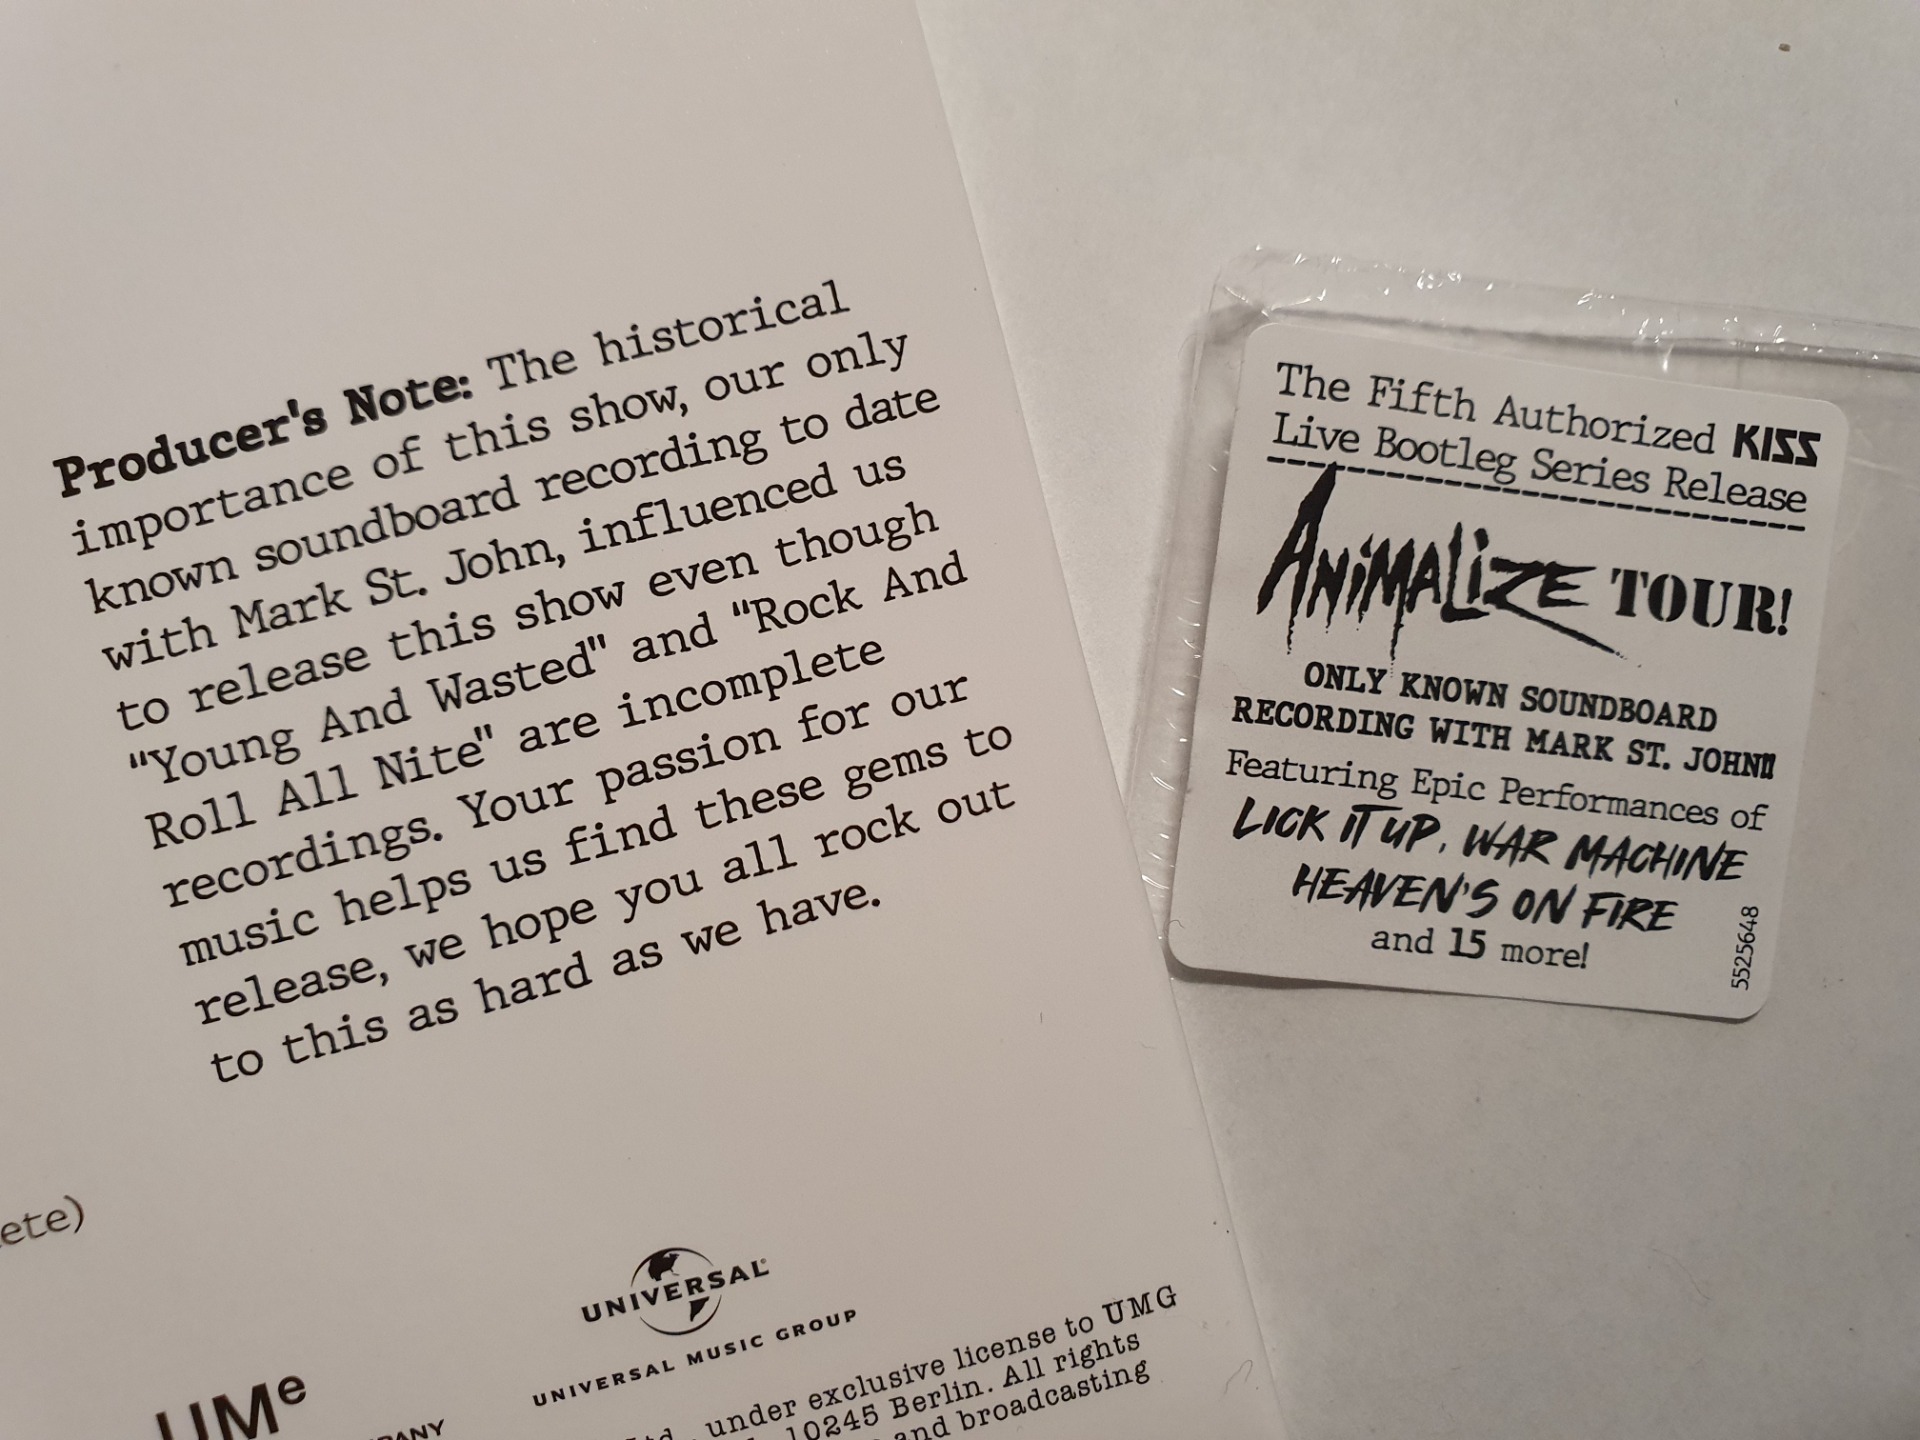 Producer's Note: The historical
importance of this show, our only
known soundboard recording to date
with Mark St. John, influenced us
to release this show even though
"Young And Wasted" and "Rock And
Roll All Nite" are incomplete
recordings. Your passion for our
music helps us find these gems to
release, we hope you all rock out
to this as hard as we have.
ete)
UNIVERSAL
UNIVERSAL MUSIC GROUP
UMe
PANY
Ltd., under exclusive license to UMG
10245 Berlin. All rights
and broadcasting
The Fifth Authorized KISS
Live Bootleg Series Release
ANIMALIZE TOUR!
ONLY KNOWN SOUNDBOARD
RECORDING WITH MARK ST. JOHN!!
Featuring Epic Performances of
LICK IT UP, WAR MACHINE
HEAVEN'S ON FIRE
and 15 more!
5525648